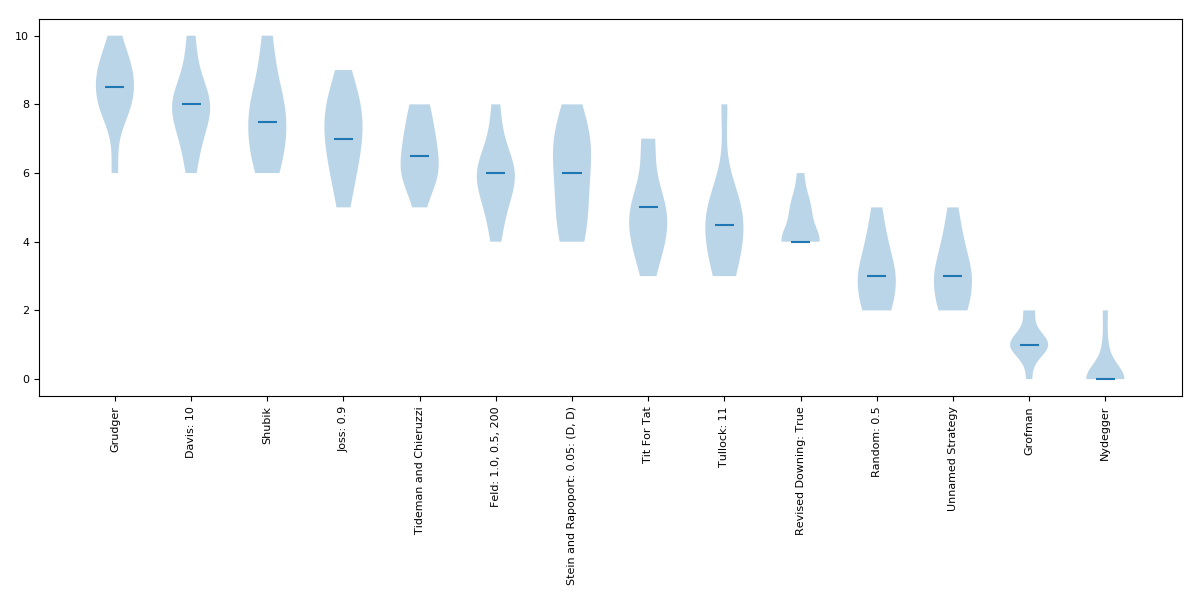 10
8
6
4
2
0
Grudger
Davis: 10
Shubik
Joss: 0.9
Tideman and Chieruzzi
Feld: 1.0, 0.5, 200
Stein and Rapoport: 0.05: (D, D)
Tit For Tat
Tullock: 11
Revised Downing: True
Random: 0.5
Unnamed Strategy
Grofman
Nydegger